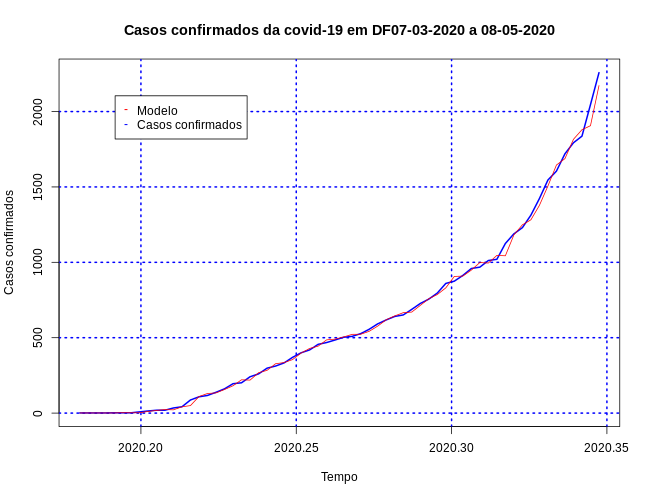 Casos confirmados da covid-19 em DF07-03-2020 a 08-05-2020
Casos confirmados
2000
1500
1000
500
0
Modelo
Casos confirmados
2020.20 2020.25 2020.30 2020.35
Tempo